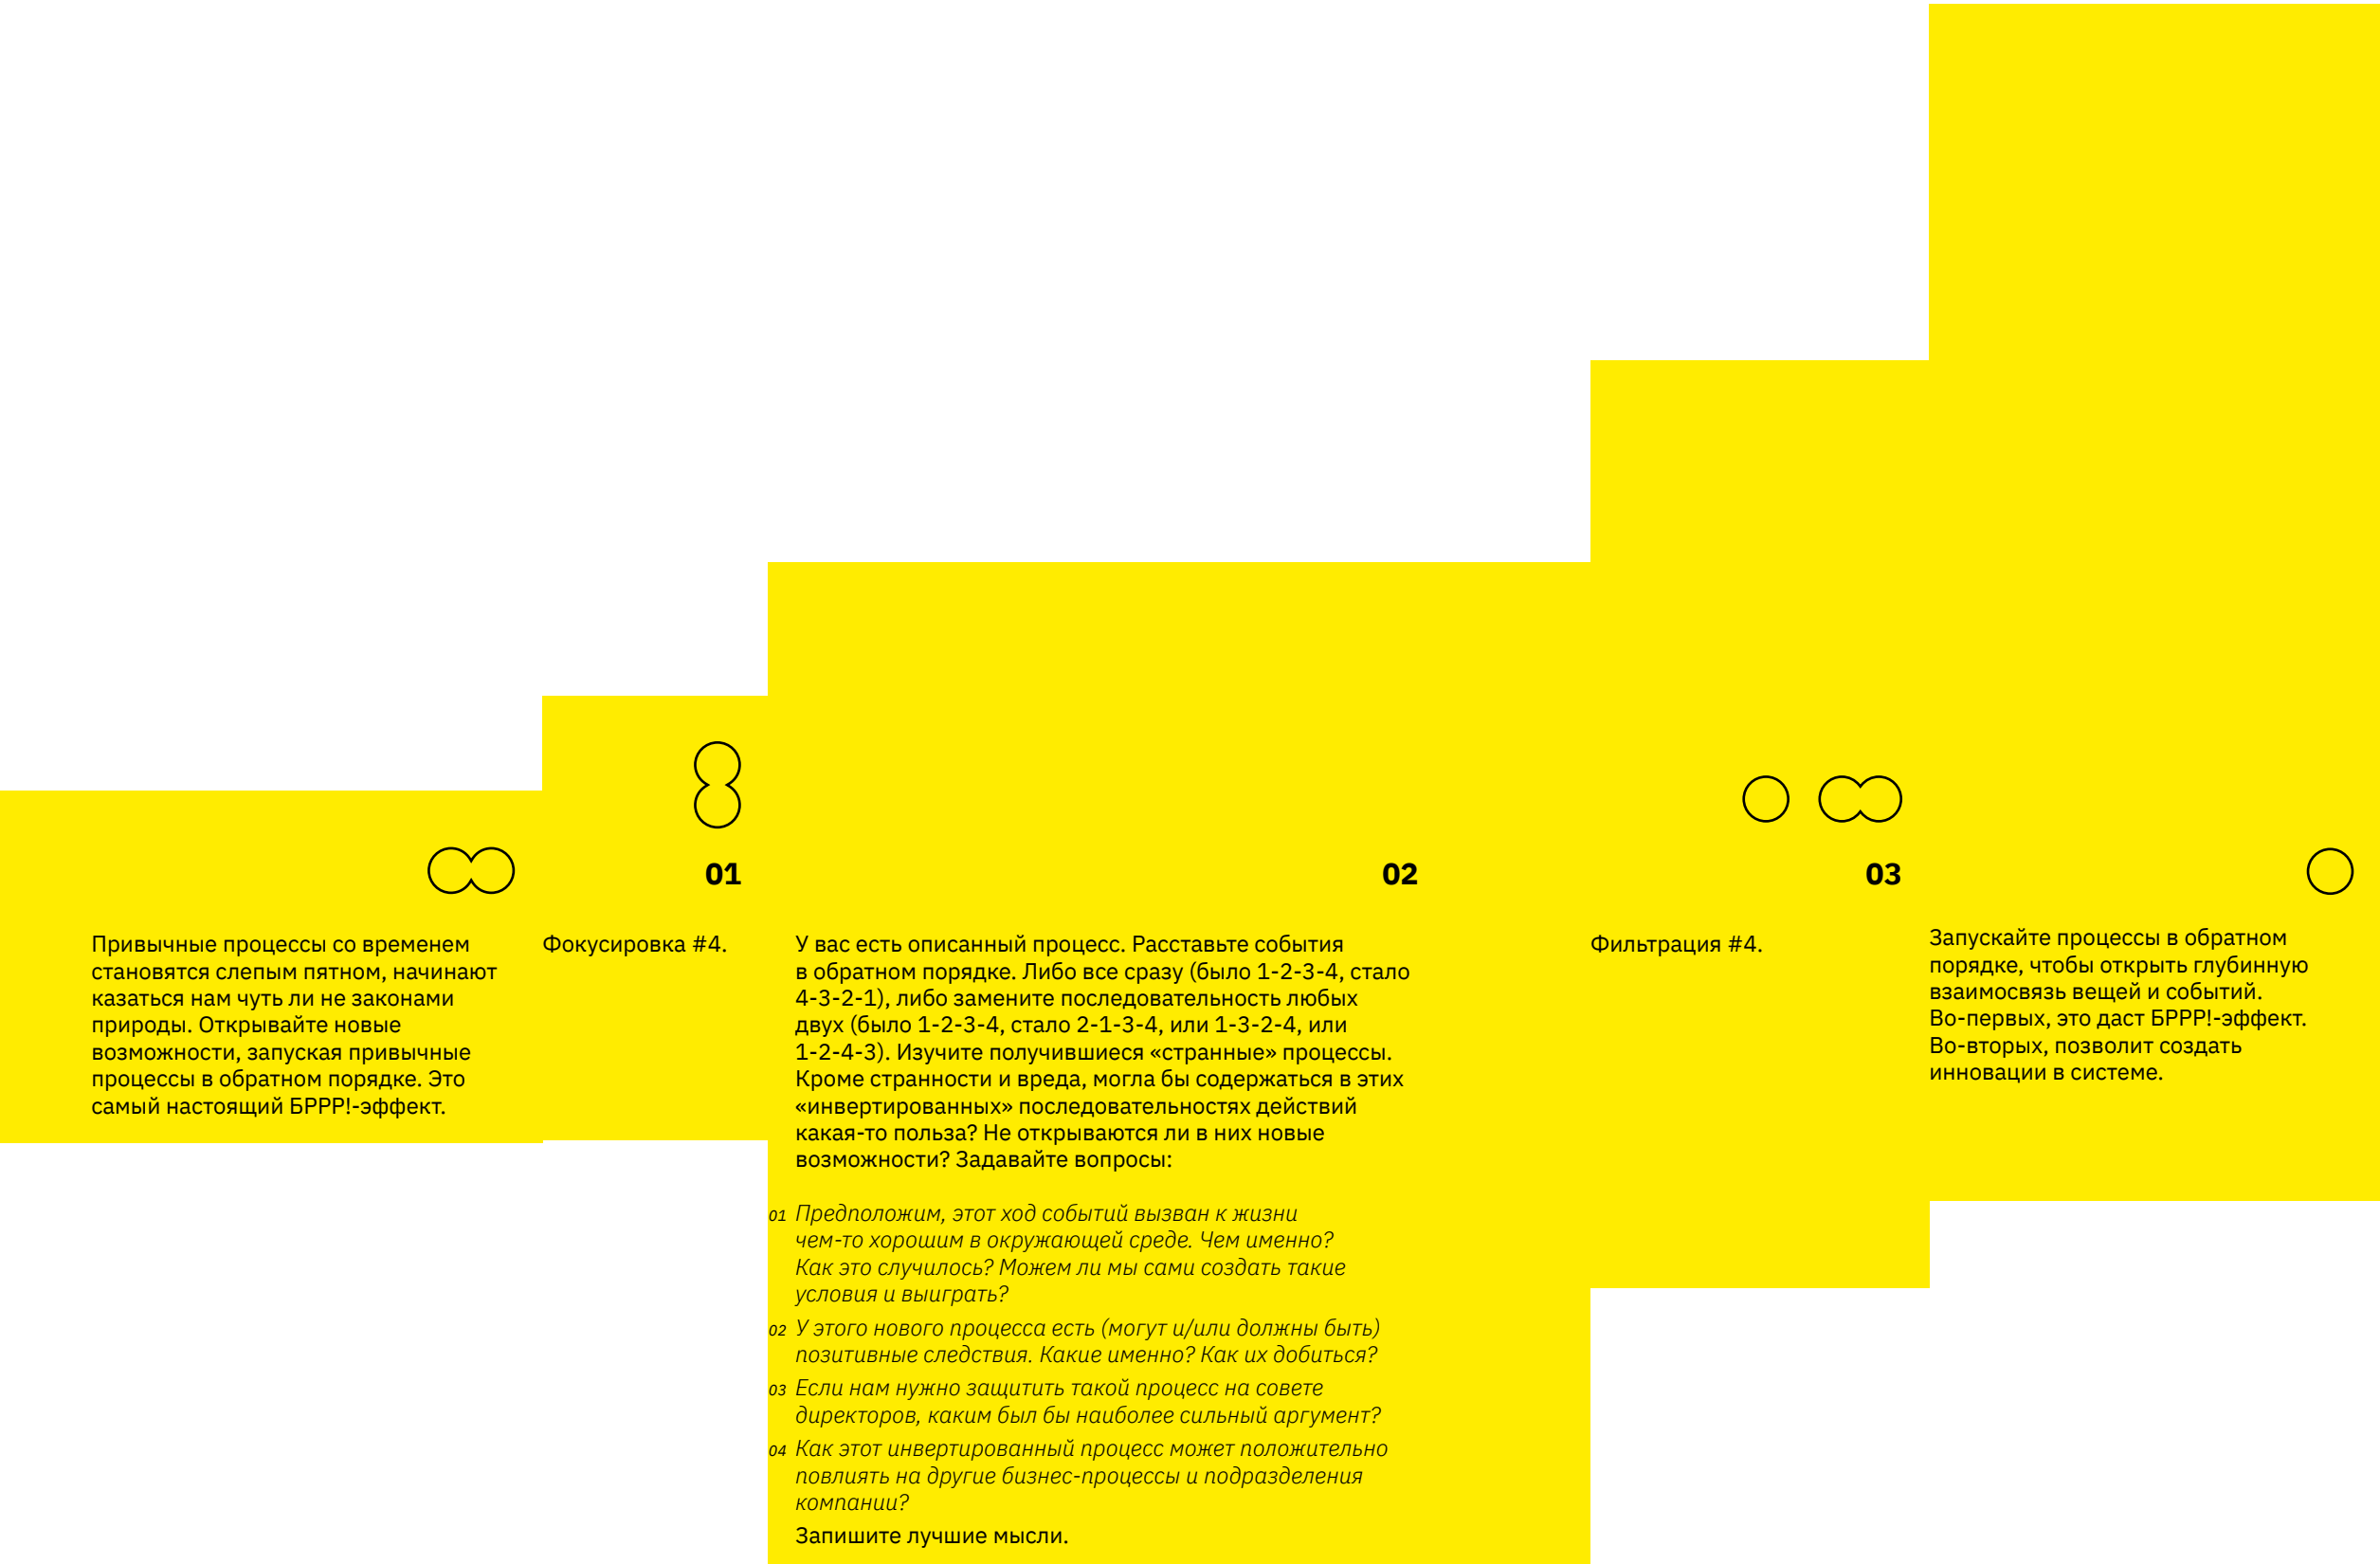 Привычные процессы со временем
становятся слепым пятном, начинают
казаться нам чуть ли не законами
природы. Открывайте новые
возможности, запуская привычные
процессы в обратном порядке. Это
самый настоящий БРРР!-эффект.
01
Фокусировка #4.
02
У вас есть описанный процесс. Расставьте события
в обратном порядке. Либо все сразу (было 1-2-3-4, стало
4-3-2-1), либо замените последовательность любых
двух (было 1-2-3-4, стало 2-1-3-4, или 1-3-2-4, или
1-2-4-3). Изучите получившиеся «странные» процессы.
Кроме странности и вреда, могла бы содержаться в этих
«инвертированных» последовательностях действий
какая-то польза? Не открываются ли в них новые
возможности? Задавайте вопросы:
01 Предположим, этот ход событий вызван к жизни
чем-то хорошим в окружающей среде. Чем именно?
Как это случилось? Можем ли мы сами создать такие
условия и выиграть?
02 У этого нового процесса есть (могут и/или должны быть)
позитивные следствия. Какие именно? Как их добиться?
03 Если нам нужно защитить такой процесс на совете
директоров, каким был бы наиболее сильный аргумент?
04 Как этот инвертированный процесс может положительно
повлиять на другие бизнес-процессы и подразделения
компании?
Запишите лучшие мысли.
03
Фильтрация #4.
Запускайте процессы в обратном
порядке, чтобы открыть глубинную
взаимосвязь вещей и событий.
Во-первых, это даст БРРР!-эффект.
Во-вторых, позволит создать
инновации в системе.